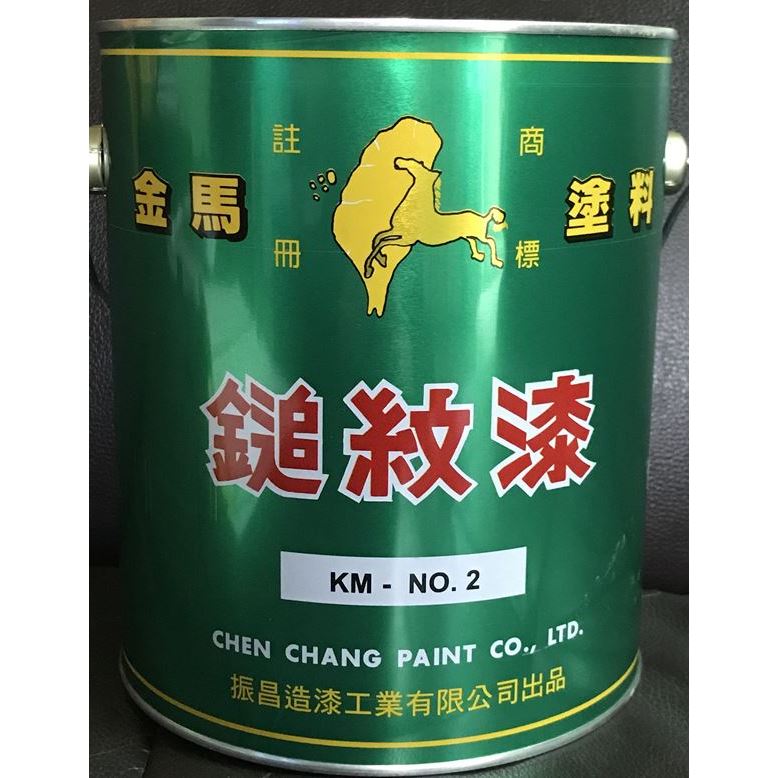 註 商
金馬 塗料
冊 標
鎚紋漆
KM - NO. 2
CHEN CHANG PAINT CO., LTD.
振昌造漆工業有限公司出品